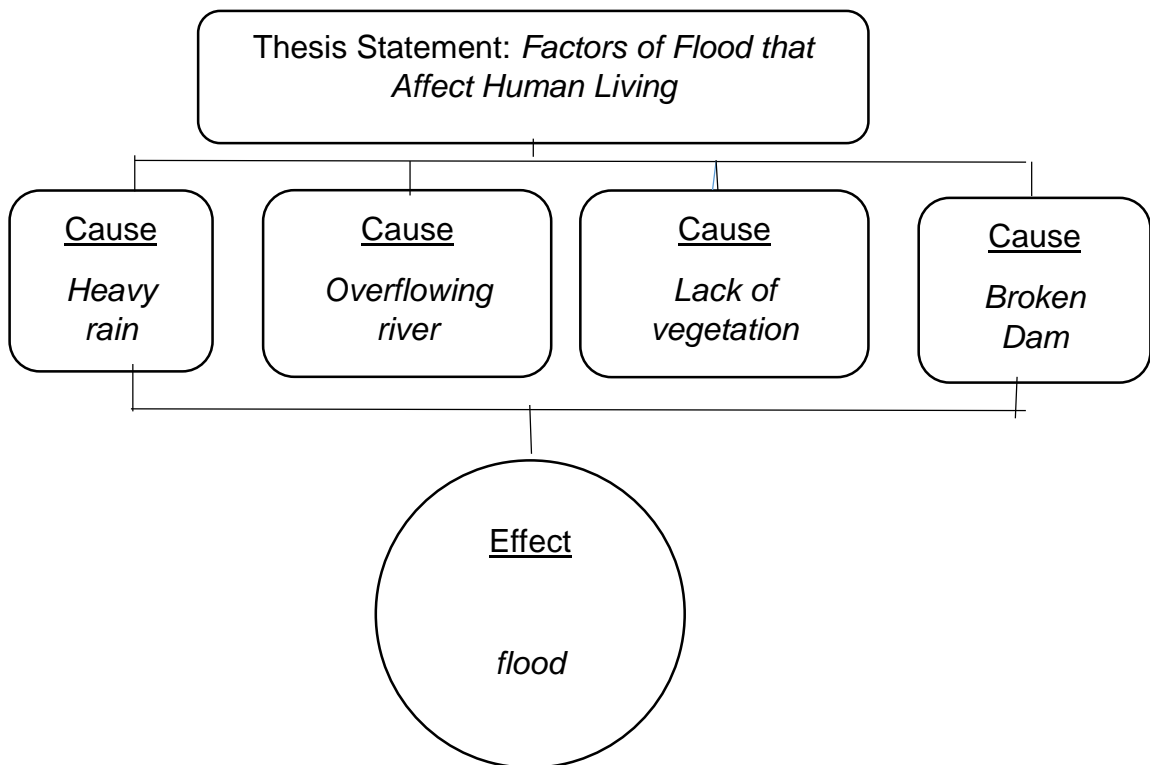 Thesis Statement: Factors of Flood that
Affect Human Living
Cause
Heavy
rain
Cause
Overflowing
river
Cause
Lack of
vegetation
Cause
Broken
Dam
Effect
flood